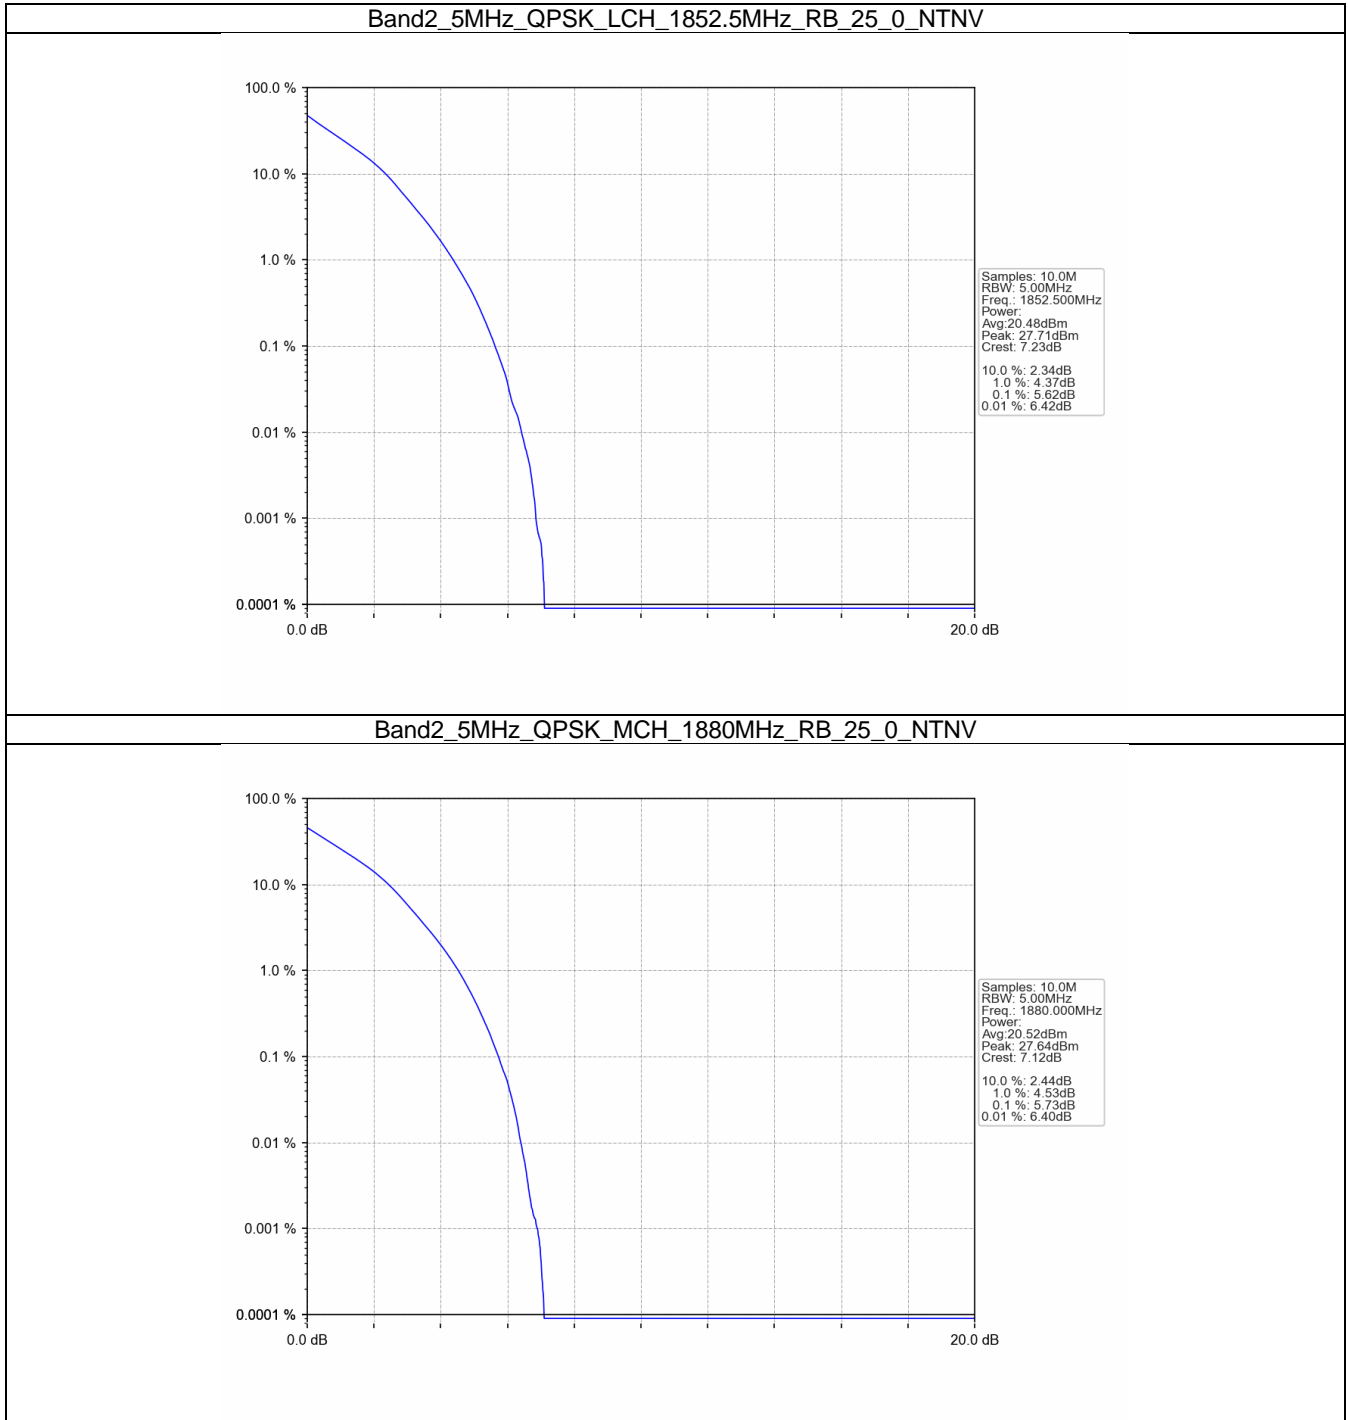 Band2_5MHz_QPSK_LCH_1852.5MHz_RB_25_0_NTNV
100.0 %
10.0 %
1.0 %
0.1 %
0.01 %
0.001 %
0.0001 %
0.0 dB
20.0 dB
Samples: 10.0M
RBW: 5.00MHz
Freq.: 1852.500MHz
Power:
Avg:20.48dBm
Peak: 27.71dBm
Crest: 7.23dB
10.0 %: 2.34dB
1.0 %: 4.37dB
0.1 %: 5.62dB
0.01 %: 6.42dB
Band2_5MHz_QPSK_MCH_1880MHz_RB_25_0_NTNV
100.0 %
10.0 %
1.0 %
0.1 %
0.01 %
0.001 %
0.0001 %
0.0 dB
20.0 dB
Samples: 10.0M
RBW: 5.00MHz
Freq.: 1880.000MHz
Power:
Avg:20.52dBm
Peak: 27.64dBm
Crest: 7.12dB
10.0 %: 2.44dB
1.0 %: 4.53dB
0.1 %: 5.73dB
0.01 %: 6.40dB